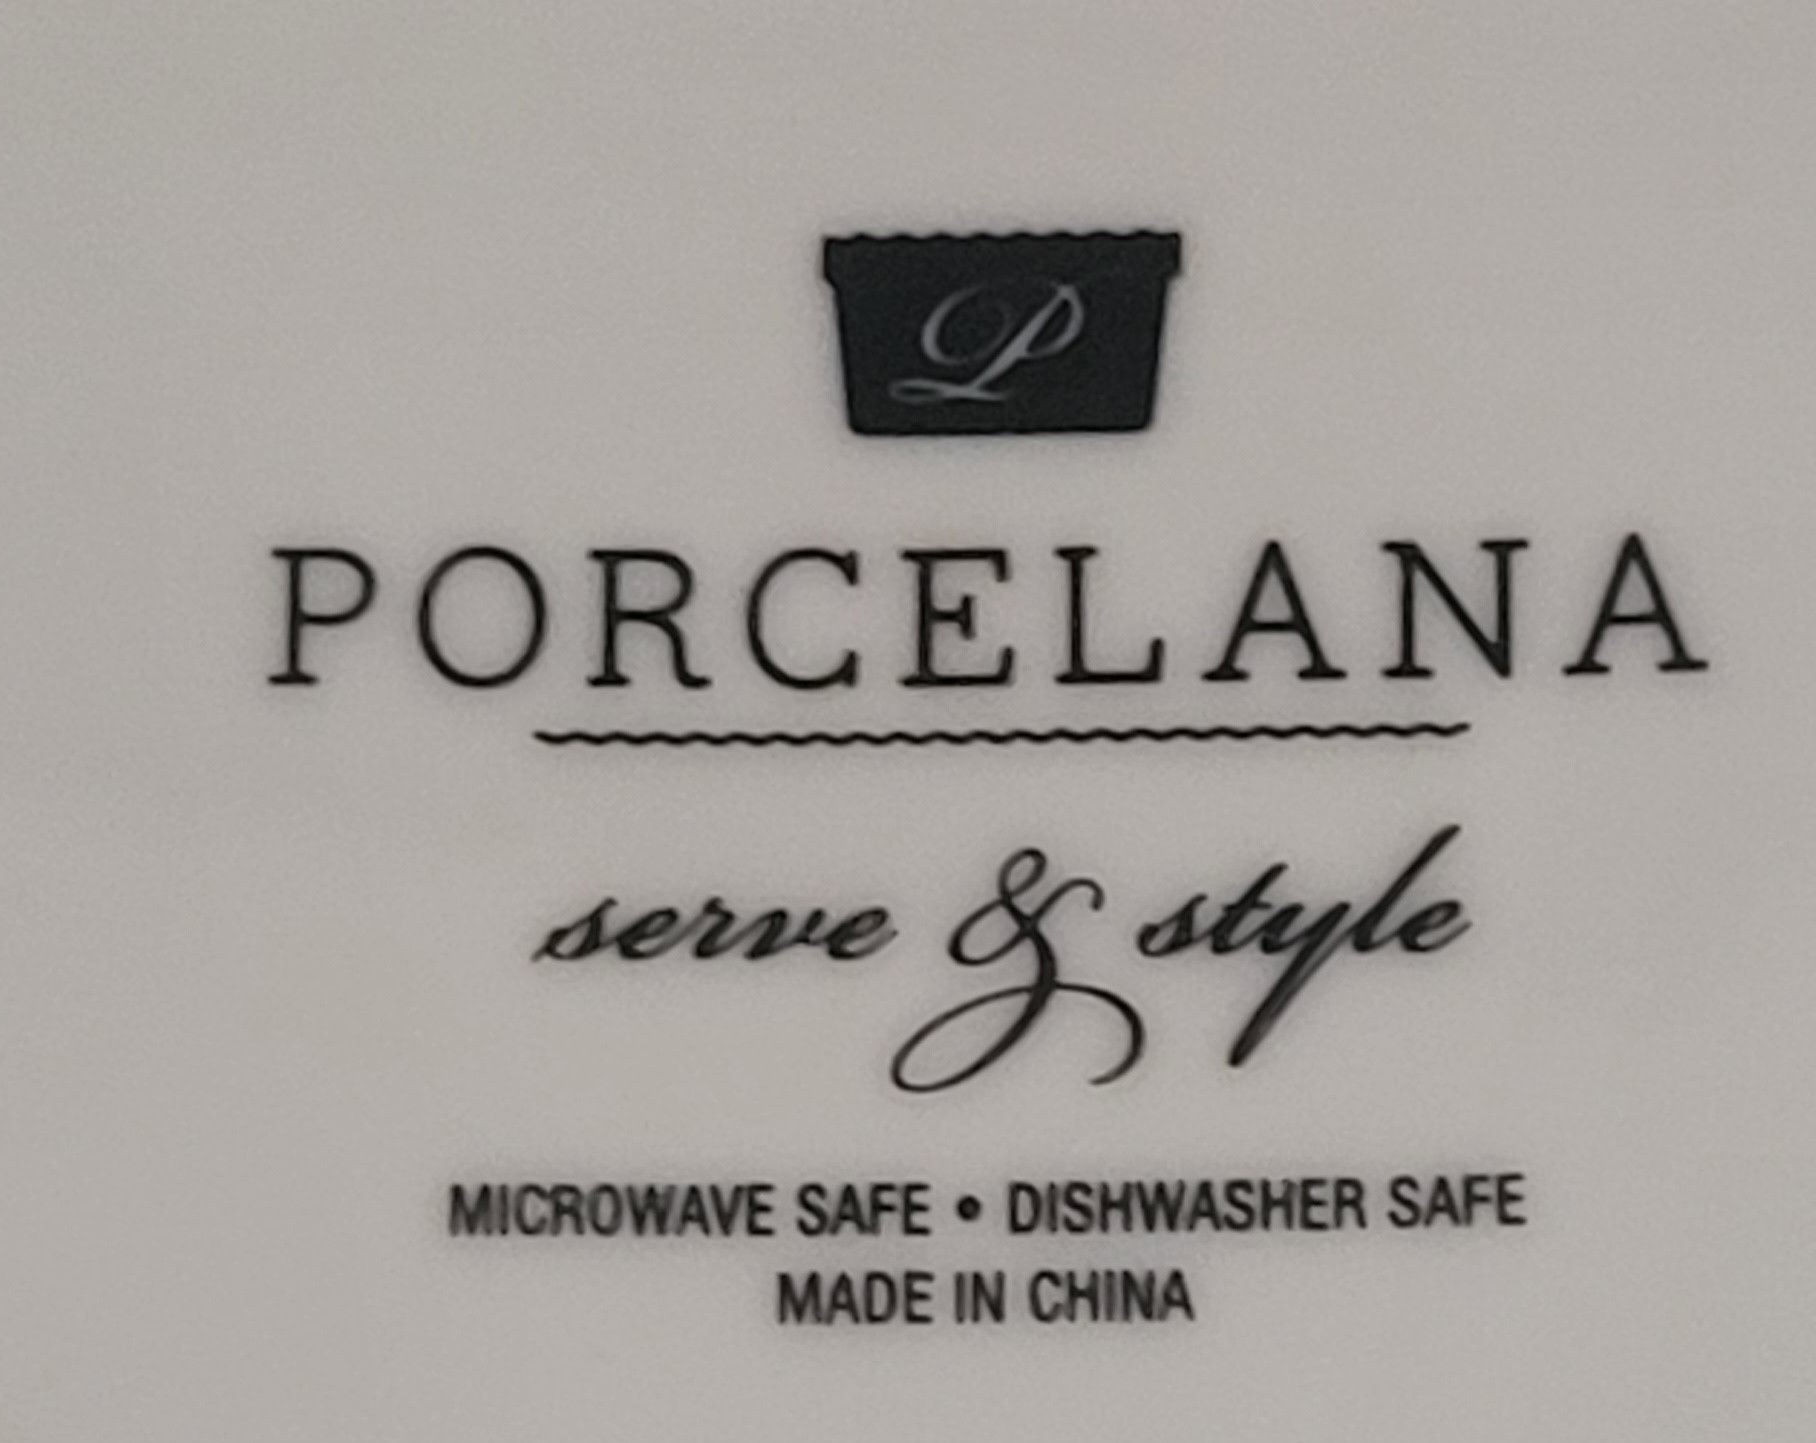 P
PORCELANA
serve & style
MICROWAVE SAFE • DISHWASHER SAFE
MADE IN CHINA